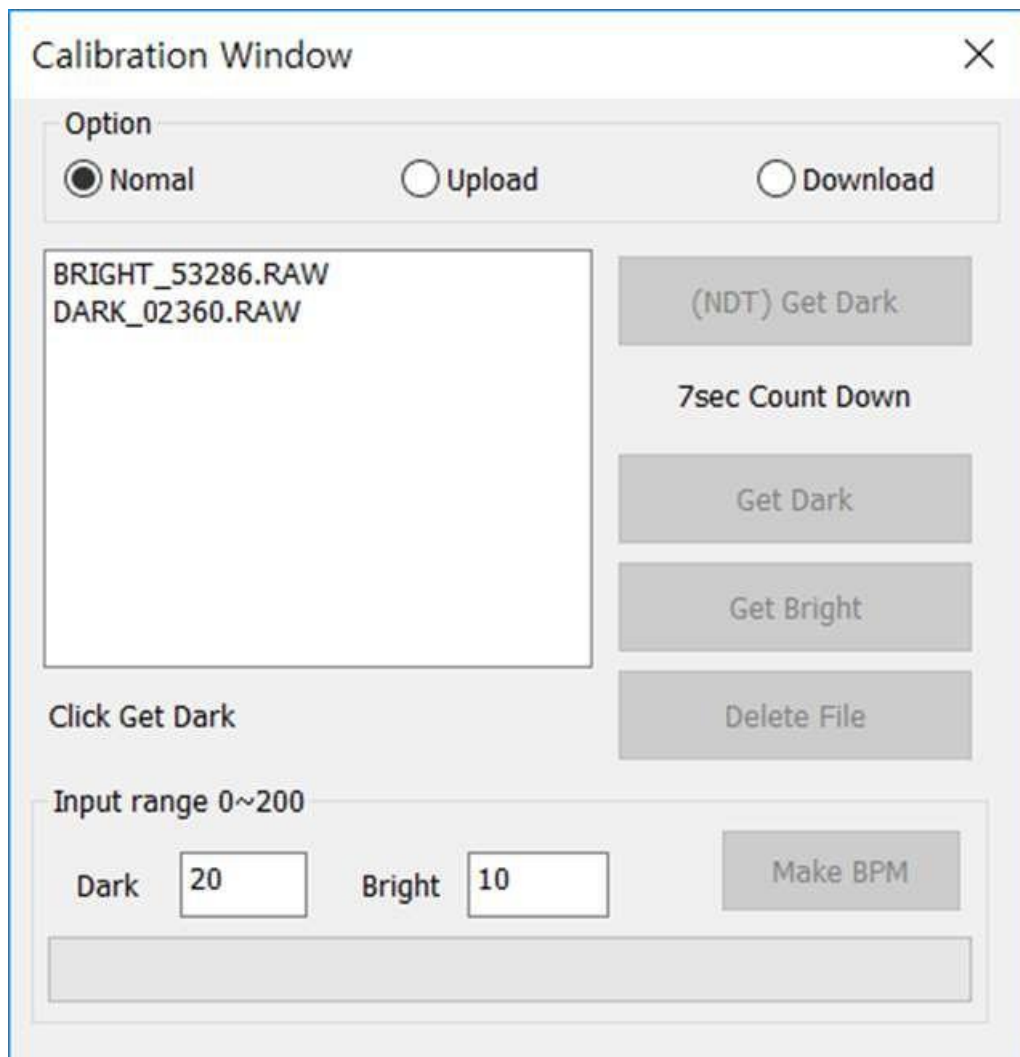 Calibration Window
Option
Nomal
Upload
Download
BRIGHT_53286.RAW
DARK_02360.RAW
(NDT) Get Dark
7sec Count Down
Get Dark
Get Bright
Delete File
Click Get Dark
Input range 0~200
Dark 20 Bright 10
Make BPM